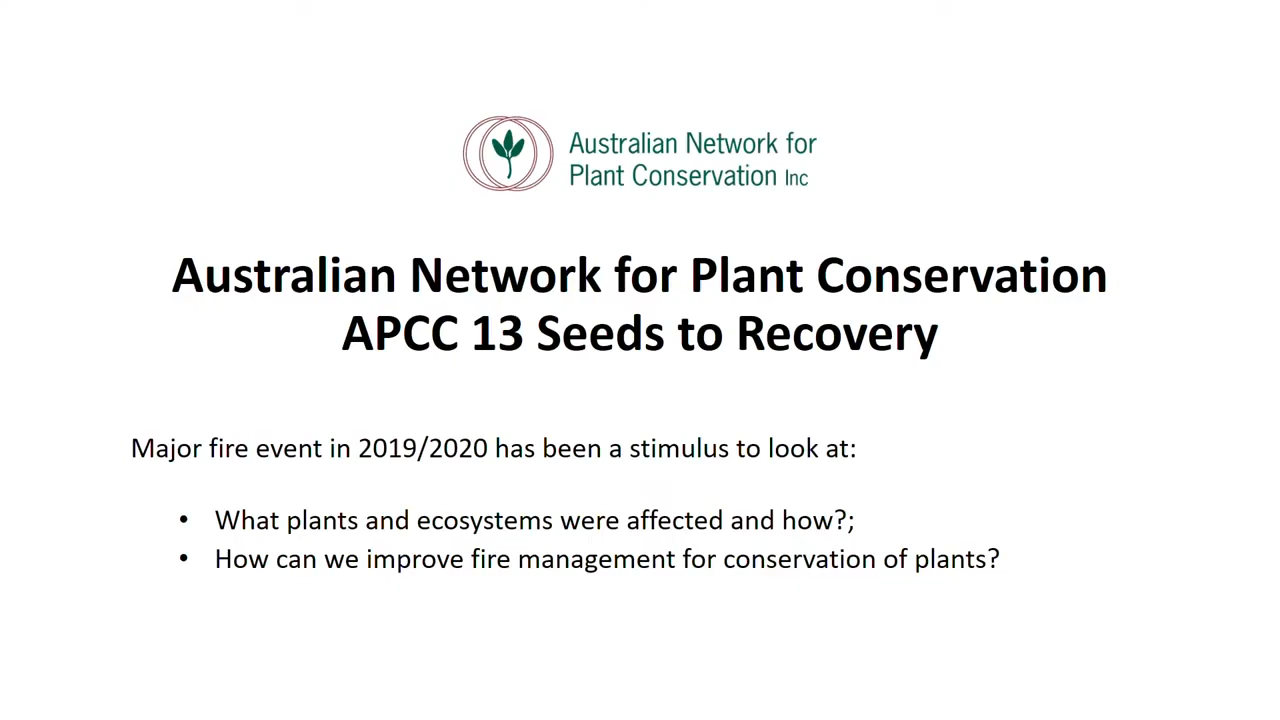 Australian Network for
Plant Conservation Inc
Australian Network for Plant Conservation
APCC 13 Seeds to Recovery
Major fire event in 2019/2020 has been a stimulus to look at:
• What plants and ecosystems were affected and how?;
• How can we improve fire management for conservation of plants?